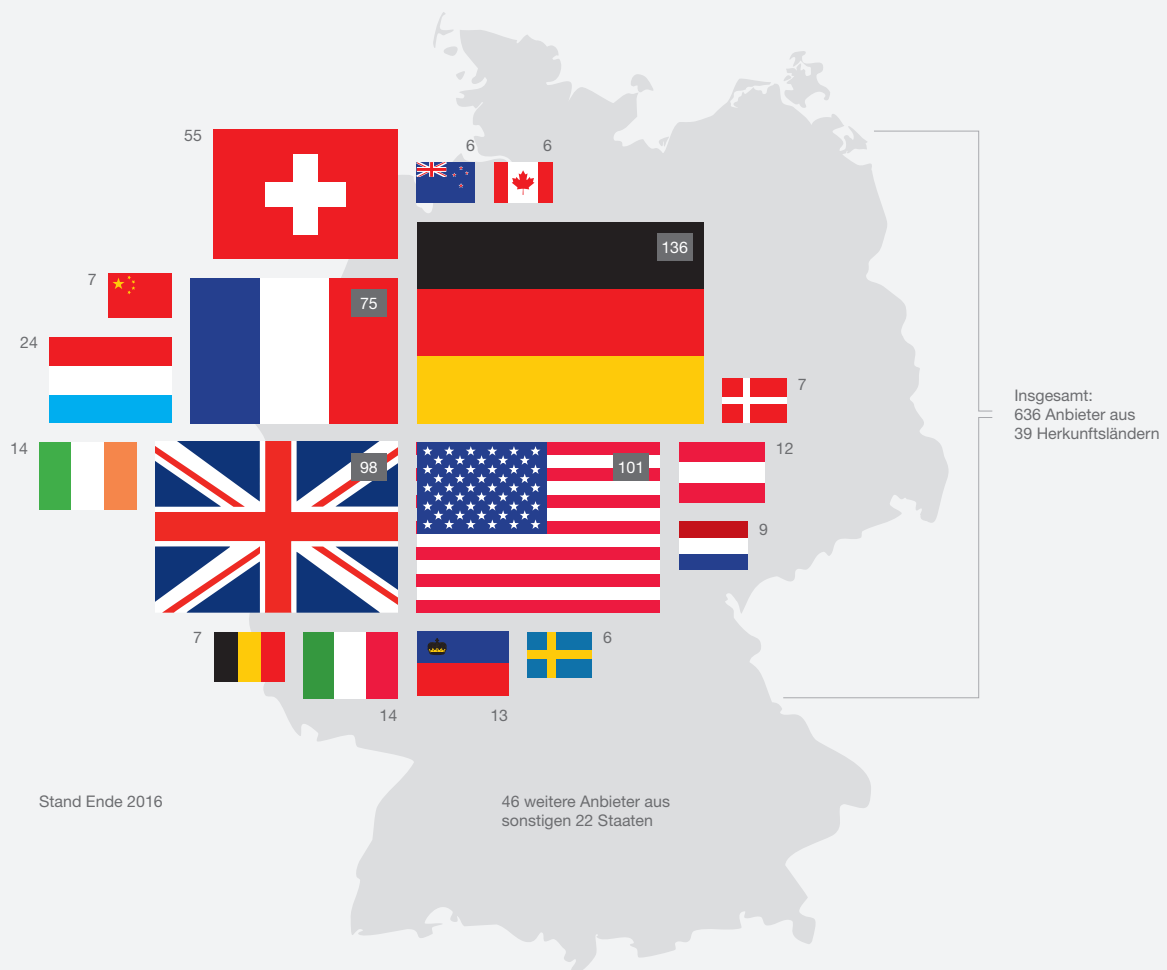 55
6
6
136
7
75
24
7
Insgesamt:
636 Anbieter aus
39 Herkunftsländern
14
98
101
12
9
7
6
14
13
Stand Ende 2016
46 weitere Anbieter aus
sonstigen 22 Staaten